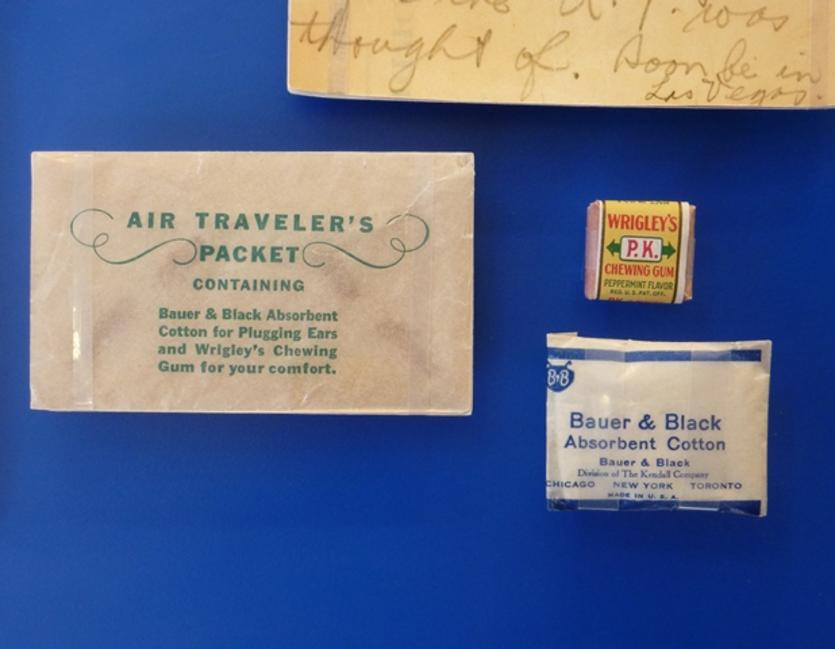 was
thought of. Soon be in
Las Vegas.
AIR TRAVELER'S
PACKET
CONTAINING
Bauer & Black Absorbent
Cotton for Plugging Ears
and Wrigley's Chewing
Gum for your comfort.
WRIGLEY'S
P.K.
CHEWING GUM
PEPPERMINT FLAVOR
REG. U.S. PAT. OFF.
B&B
Bauer & Black
Absorbent Cotton
Bauer & Black
Division of The Kendall Company
CHICAGO NEW YORK TORONTO
MADE IN U. S. A.